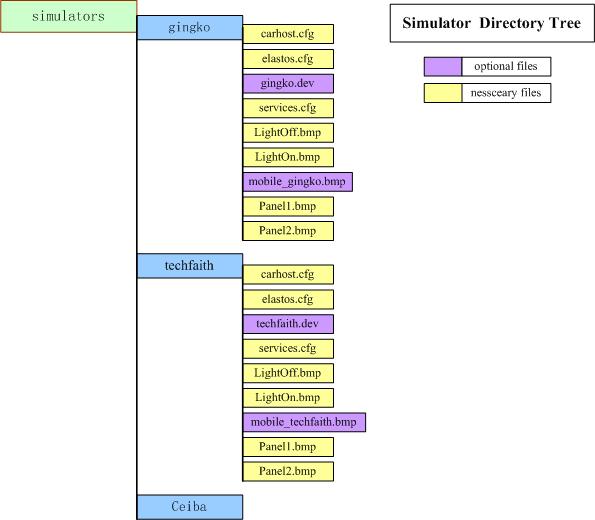 simulators
gingko
carhost.cfg
elastos.cfg
gingko.dev
services.cfg
LightOff.bmp
LightOn.bmp
mobile_gingko.bmp
Panel1.bmp
Panel2.bmp
techfaith
carhost.cfg
elastos.cfg
techfaith.dev
services.cfg
LightOff.bmp
LightOn.bmp
mobile_techfaith.bmp
Panel1.bmp
Panel2.bmp
Ceiba
Simulator Directory Tree
optional files
nessceary files